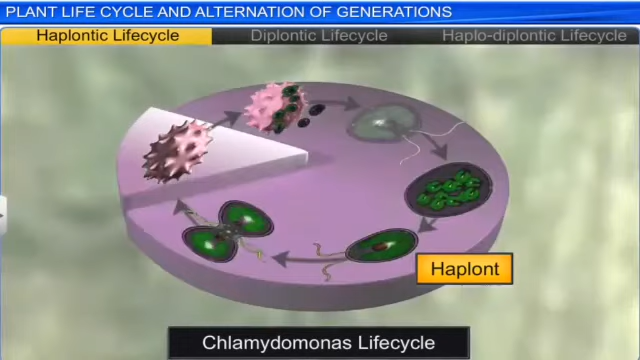 PLANT LIFE CYCLE AND ALTERNATION OF GENERATIONS
Haplontic Lifecycle
Diplontic Lifecycle
Haplo-diplontic Lifecycle
Haplont
Chlamydomonas Lifecycle